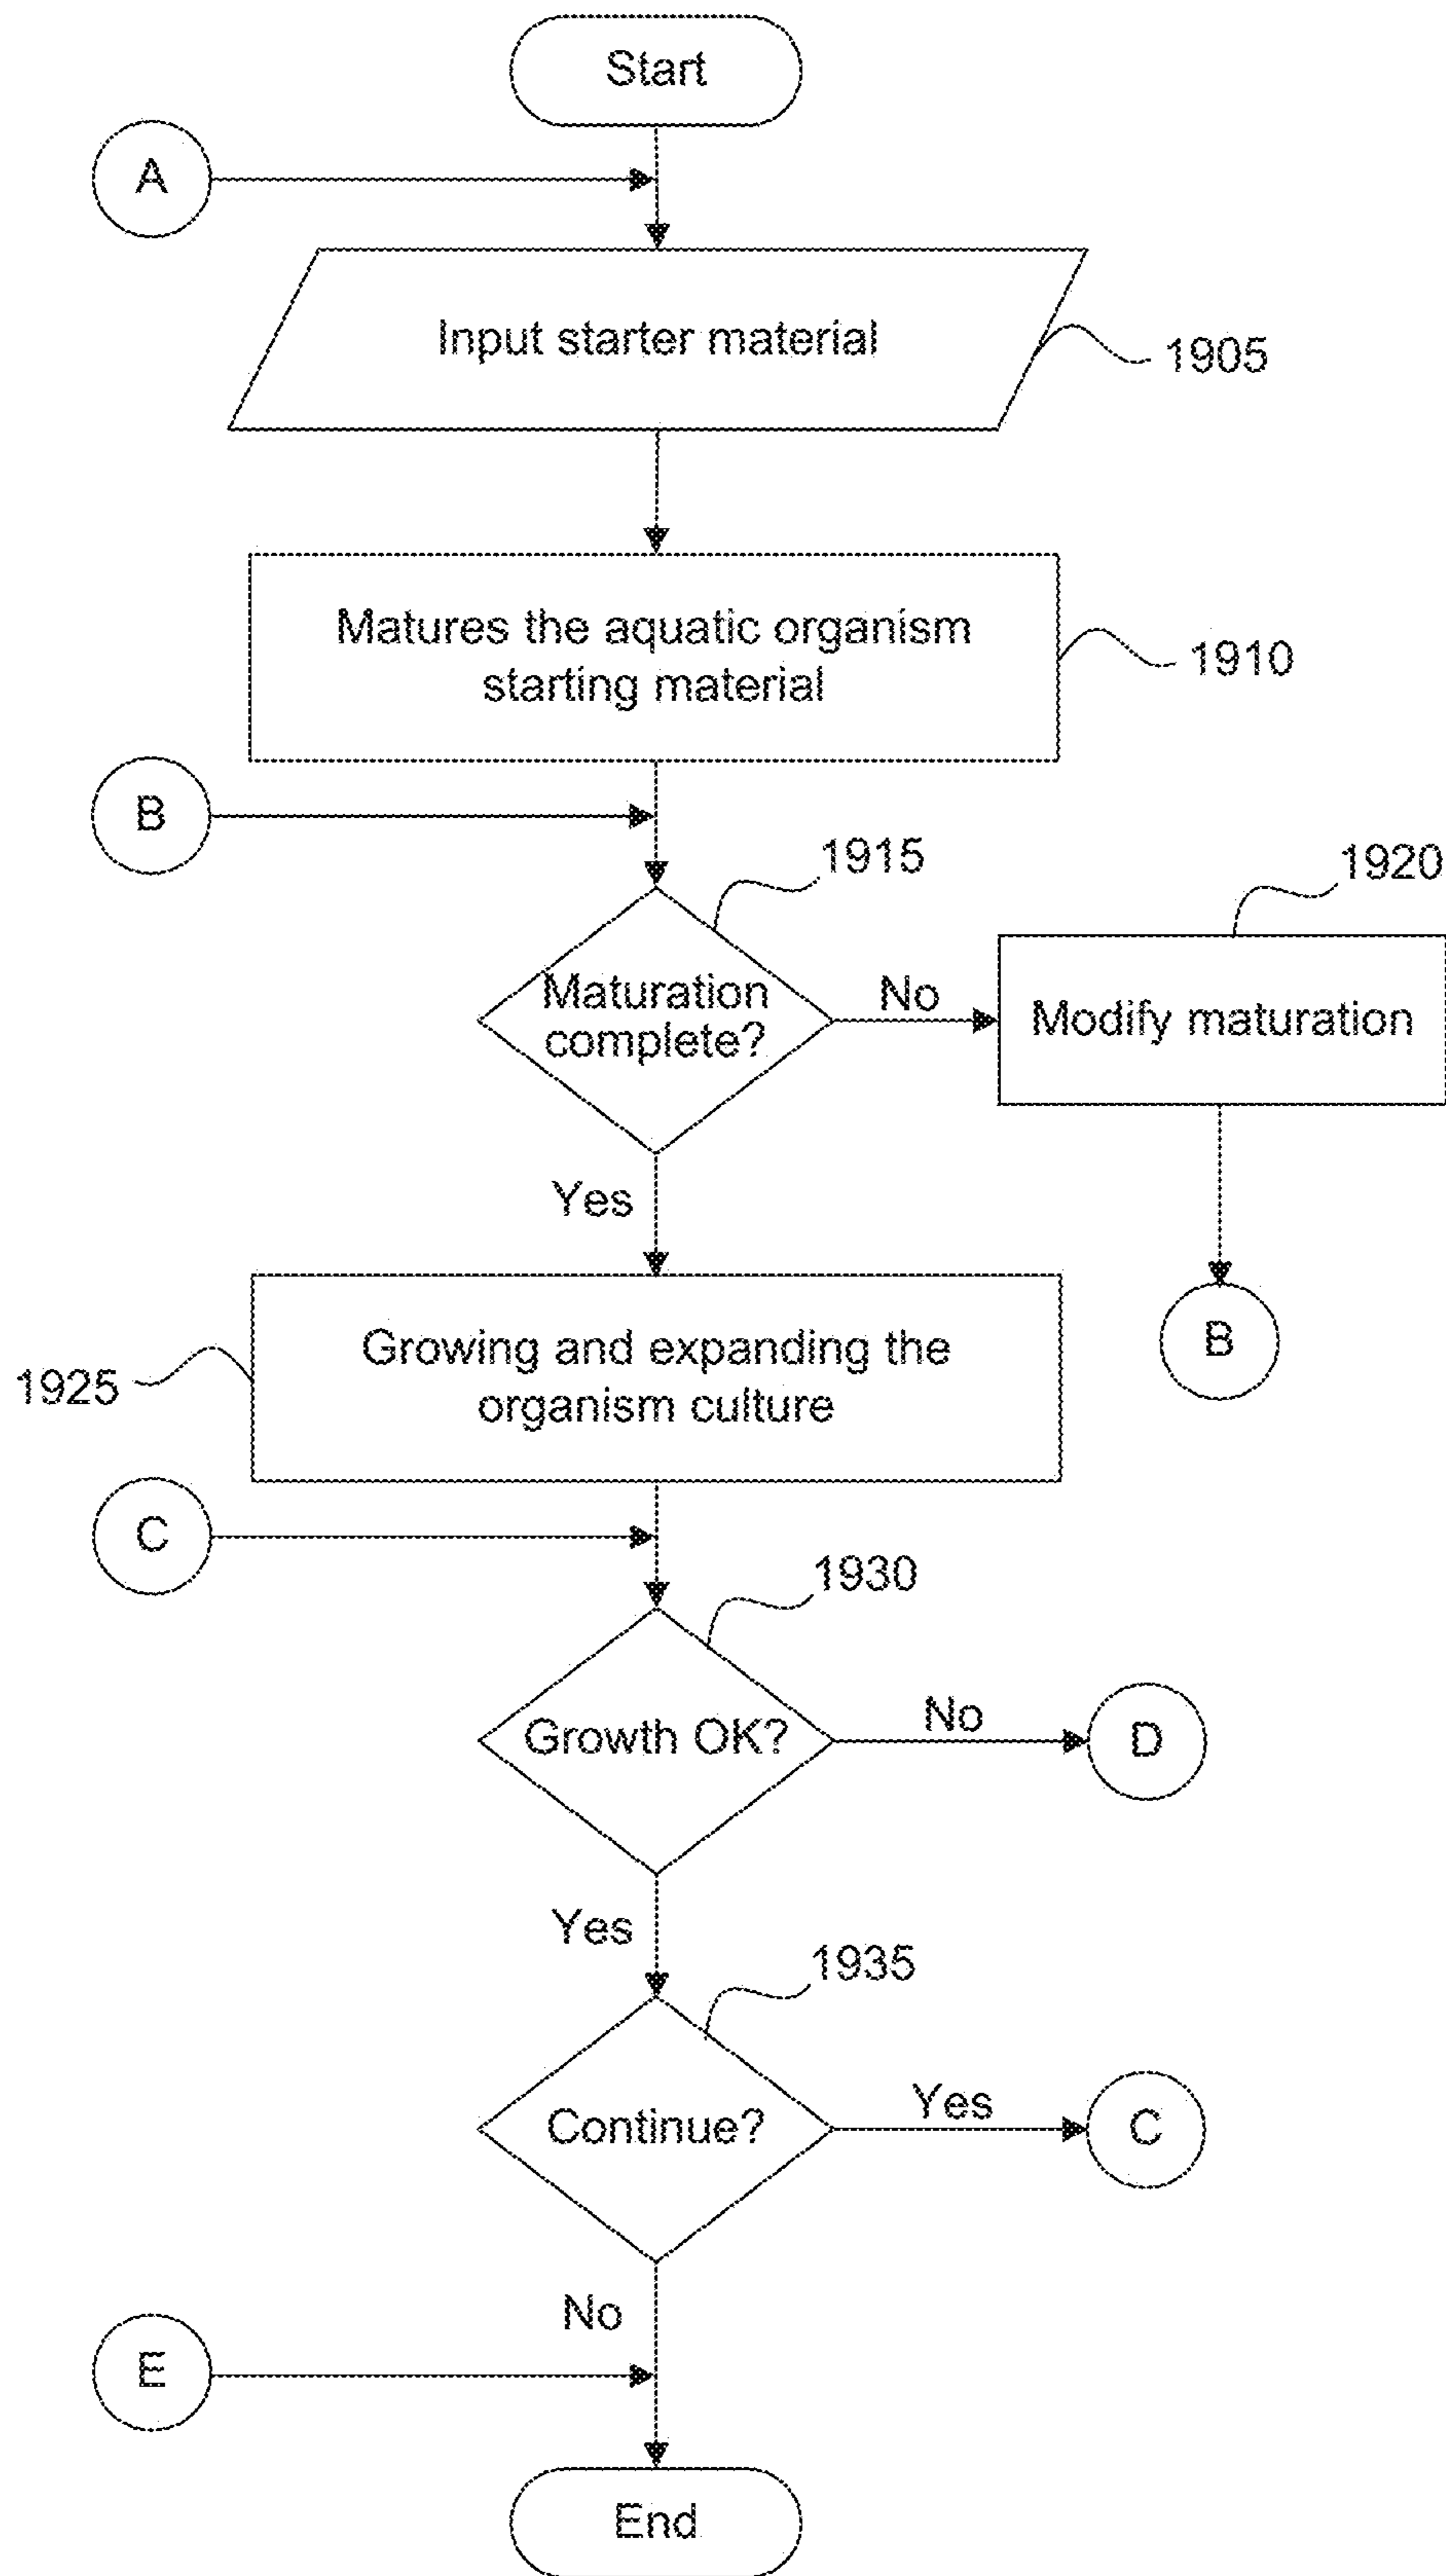 Start
A
Input starter material
1905
Matures the aquatic organism
starting material
1910
B
1915
1920
Maturation
complete?
No
Modify maturation
Yes
B
Growing and expanding the
organism culture
1925
C
1930
Growth OK?
No
D
Yes
1935
Continue?
Yes
C
No
E
End